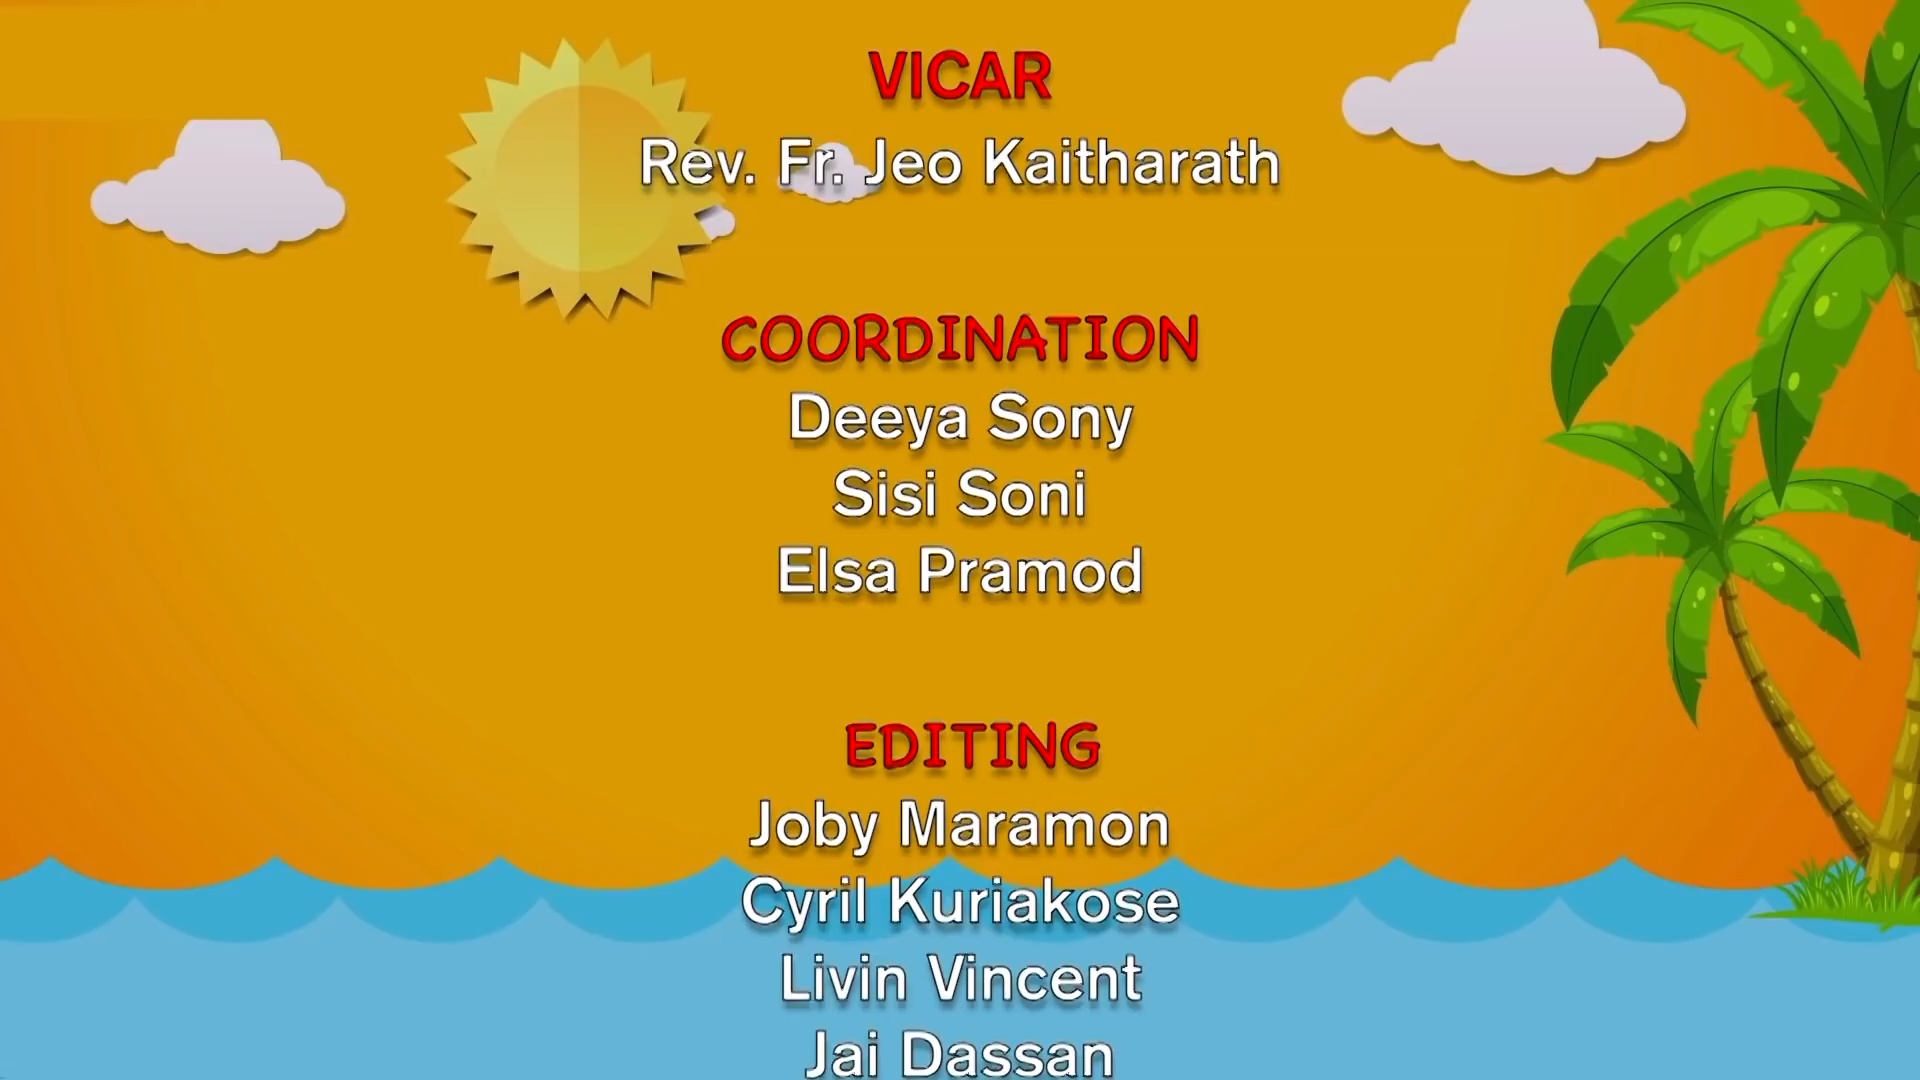 VICAR
Rev. Fr. Jeo Kaitharath
COORDINATION
Deeya Sony
Sisi Soni
Elsa Pramod
EDITING
Joby Maramon
Cyril Kuriakose
Livin Vincent
Jai Dassan